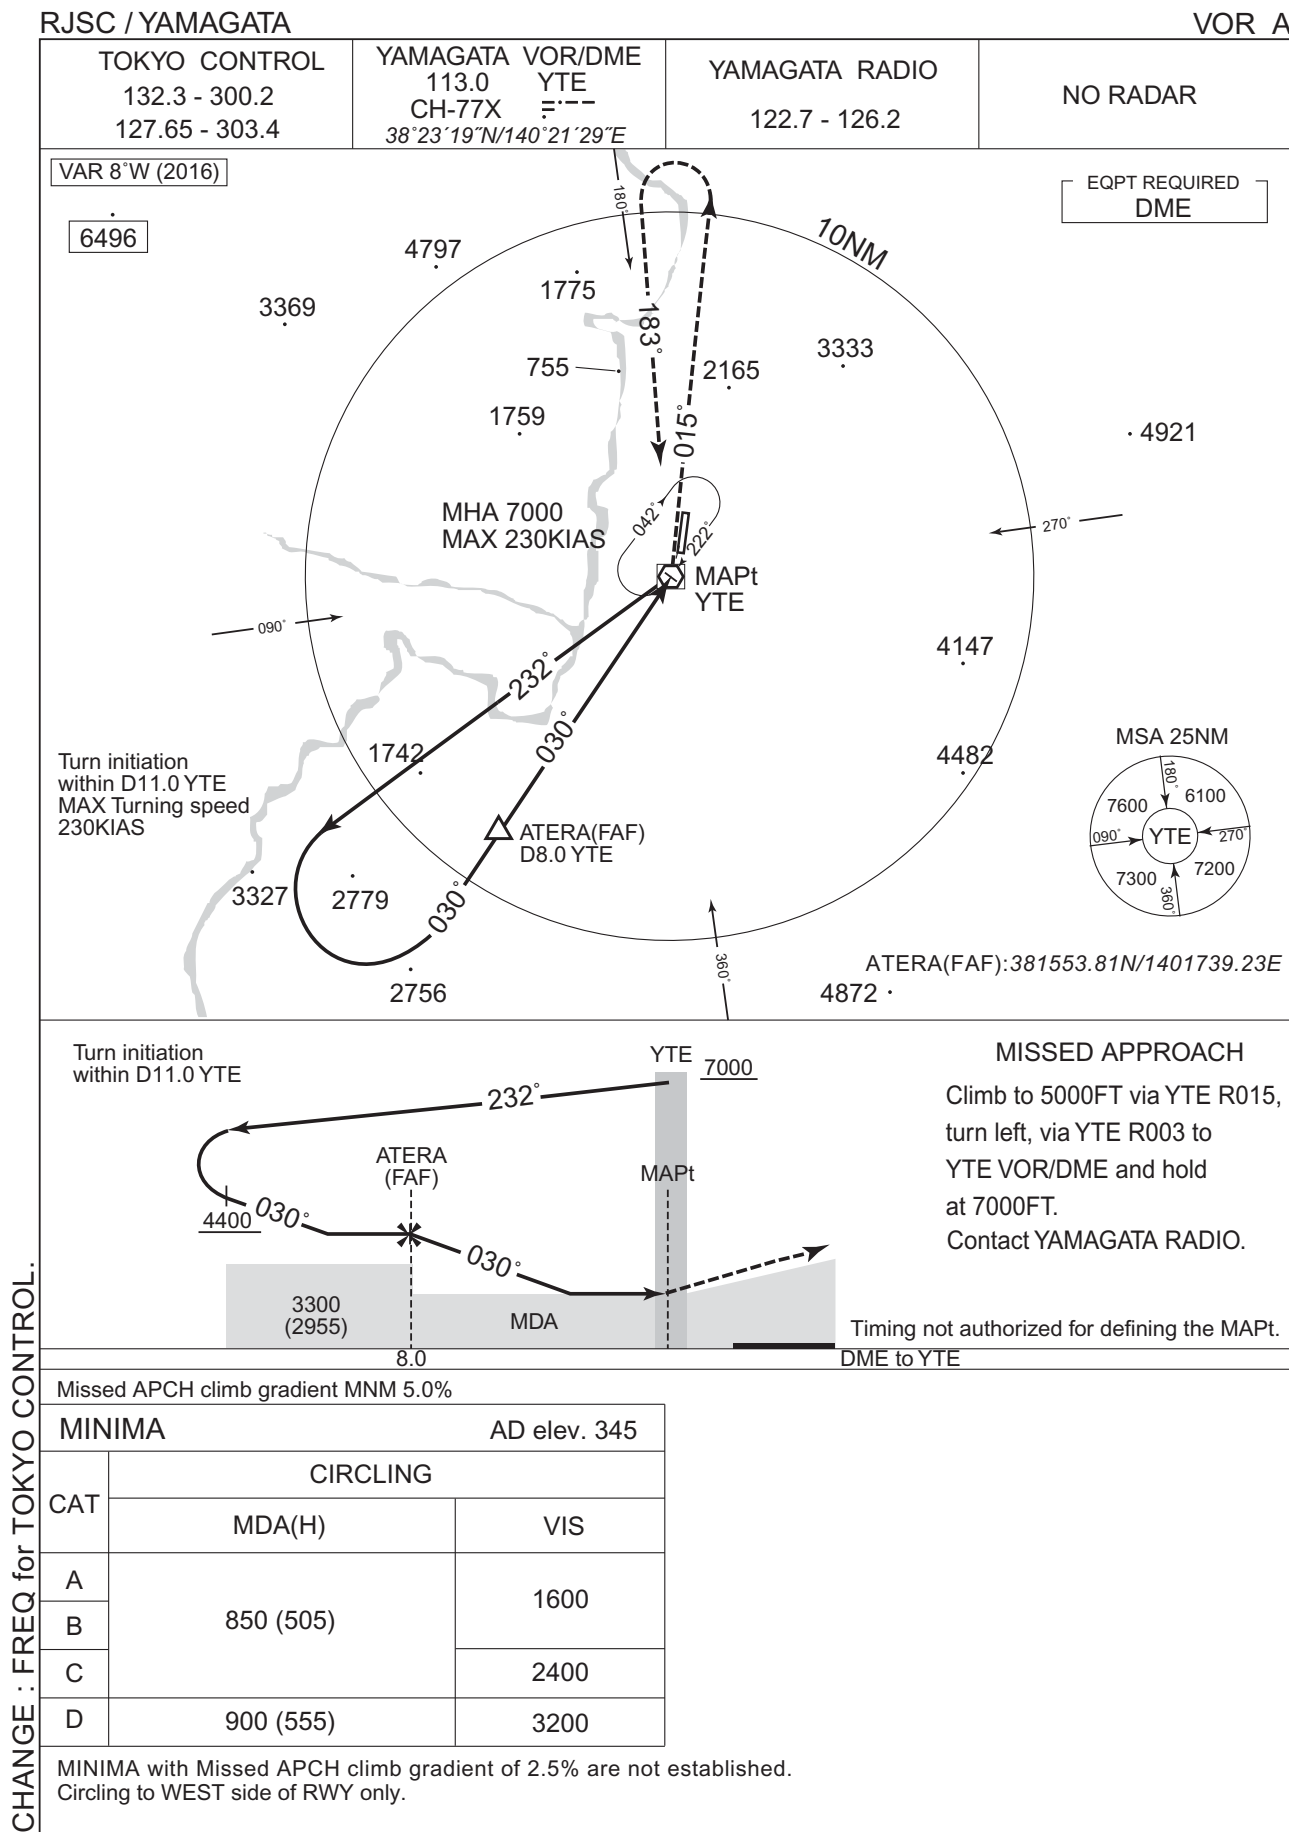 RJSC / YAMAGATA
VOR A
TOKYO CONTROL
132.3 - 300.2
127.65 - 303.4
YAMAGATA VOR/DME
113.0 YTE
CH-77X
38˚23´19˝N/140˚21´29˝E
YAMAGATA RADIO
122.7 - 126.2
NO RADAR
VAR 8˚W (2016)
EQPT REQUIRED
DME
6496
4797
3369
1775
10NM
180˚
183˚
755
2165
3333
1759
015˚
4921
MHA 7000
MAX 230KIAS
042˚
222˚
270˚
MAPt
YTE
090˚
232˚
4147
030˚
1742
4482
Turn initiation
within D11.0 YTE
MAX Turning speed
230KIAS
ATERA(FAF)
D8.0 YTE
3327
2779
030˚
2756
MSA 25NM
180˚
7600
6100
090˚
YTE
270˚
7300
7200
360˚
360˚
ATERA(FAF):381553.81N/1401739.23E
4872
Turn initiation
within D11.0 YTE
YTE
7000
232˚
ATERA
(FAF)
MAPt
4400
030˚
030˚
3300
(2955)
MDA
8.0
DME to YTE
MISSED APPROACH
Climb to 5000FT via YTE R015,
turn left, via YTE R003 to
YTE VOR/DME and hold
at 7000FT.
Contact YAMAGATA RADIO.
Timing not authorized for defining the MAPt.
Missed APCH climb gradient MNM 5.0%
MINIMA
AD elev. 345
CAT
CIRCLING
MDA(H)
VIS
A
B
850 (505)
1600
C
2400
D
900 (555)
3200
MINIMA with Missed APCH climb gradient of 2.5% are not established.
Circling to WEST side of RWY only.
CHANGE : FREQ for TOKYO CONTROL.